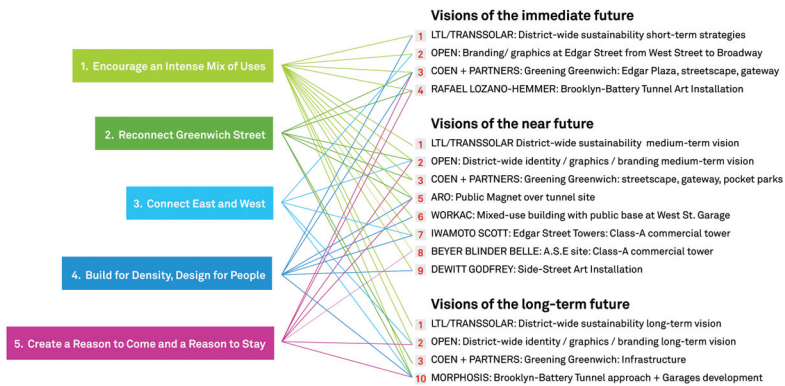 1. Encourage an Intense Mix of Uses
2. Reconnect Greenwich Street
3. Connect East and West
4. Build for Density, Design for People
5. Create a Reason to Come and a Reason to Stay
Visions of the immediate future
1 LTL/TRANSSOLAR: District-wide sustainability short-term strategies
2 OPEN: Branding/ graphics at Edgar Street from West Street to Broadway
3 COEN + PARTNERS: Greening Greenwich: Edgar Plaza, streetscape, gateway
4 RAFAEL LOZANO-HEMMER: Brooklyn-Battery Tunnel Art Installation
Visions of the near future
1 LTL/TRANSSOLAR District-wide sustainability medium-term vision
2 OPEN: District-wide identity / graphics / branding medium-term vision
3 COEN + PARTNERS: Greening Greenwich: streetscape, gateway, pocket parks
5 ARO: Public Magnet over tunnel site
6 WORKAC: Mixed-use building with public base at West St. Garage
7 IWAMOTO SCOTT: Edgar Street Towers: Class-A commercial tower
8 BEYER BLINDER BELLE: A.S.E site: Class-A commercial tower
9 DEWITT GODFREY: Side-Street Art Installation
Visions of the long-term future
1 LTL/TRANSSOLAR: District-wide sustainability long-term vision
2 OPEN: District-wide identity / graphics / branding long-term vision
3 COEN + PARTNERS: Greening Greenwich: Infrastructure
10 MORPHOSIS: Brooklyn-Battery Tunnel approach + Garages development